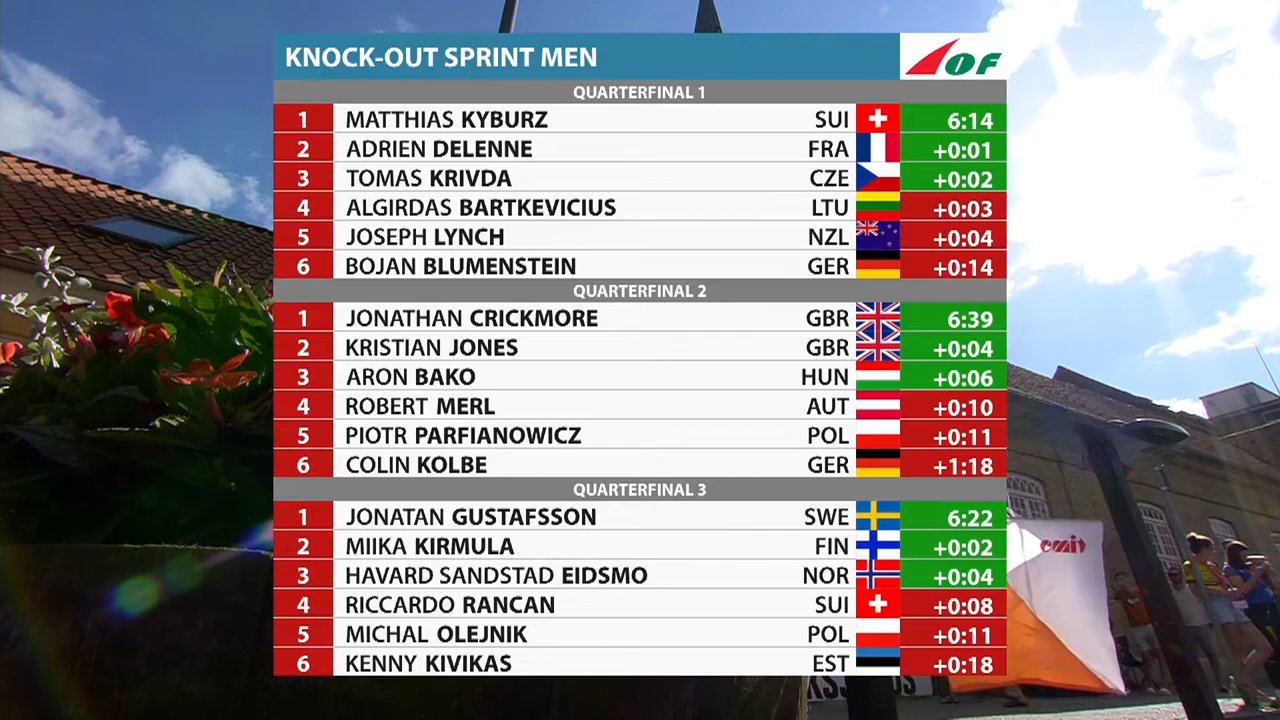 KNOCK-OUT SPRINT MEN
IOF
QUARTERFINAL 1
1 MATTHIAS KYBURZ SUI 6:14
2 ADRIEN DELENNE FRA +0:01
3 TOMAS KRIVDA CZE +0:02
4 ALGIRDAS BARTKEVICIUS LTU +0:03
5 JOSEPH LYNCH NZL +0:04
6 BOJAN BLUMENSTEIN GER +0:14
QUARTERFINAL 2
1 JONATHAN CRICKMORE GBR 6:39
2 KRISTIAN JONES GBR +0:04
3 ARON BAKO HUN +0:06
4 ROBERT MERL AUT +0:10
5 PIOTR PARFIANOWICZ POL +0:11
6 COLIN KOLBE GER +1:18
QUARTERFINAL 3
1 JONATAN GUSTAFSSON SWE 6:22
2 MIIKA KIRMULA FIN +0:02
3 HAVARD SANDSTAD EIDSMO NOR +0:04
4 RICCARDO RANCAN SUI +0:08
5 MICHAL OLEJNIK POL +0:11
6 KENNY KIVIKAS EST +0:18
emit